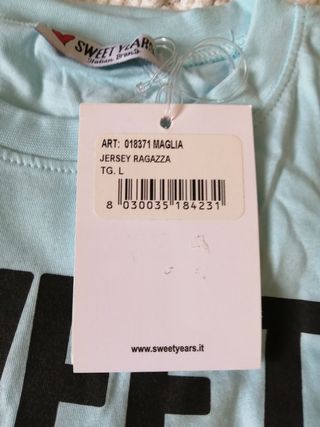 SWEET YEARS
Italian Brand
ART: 018371 MAGLIA
JERSEY RAGAZZA
TG. L
8 030035 184231
www.sweetyears.it